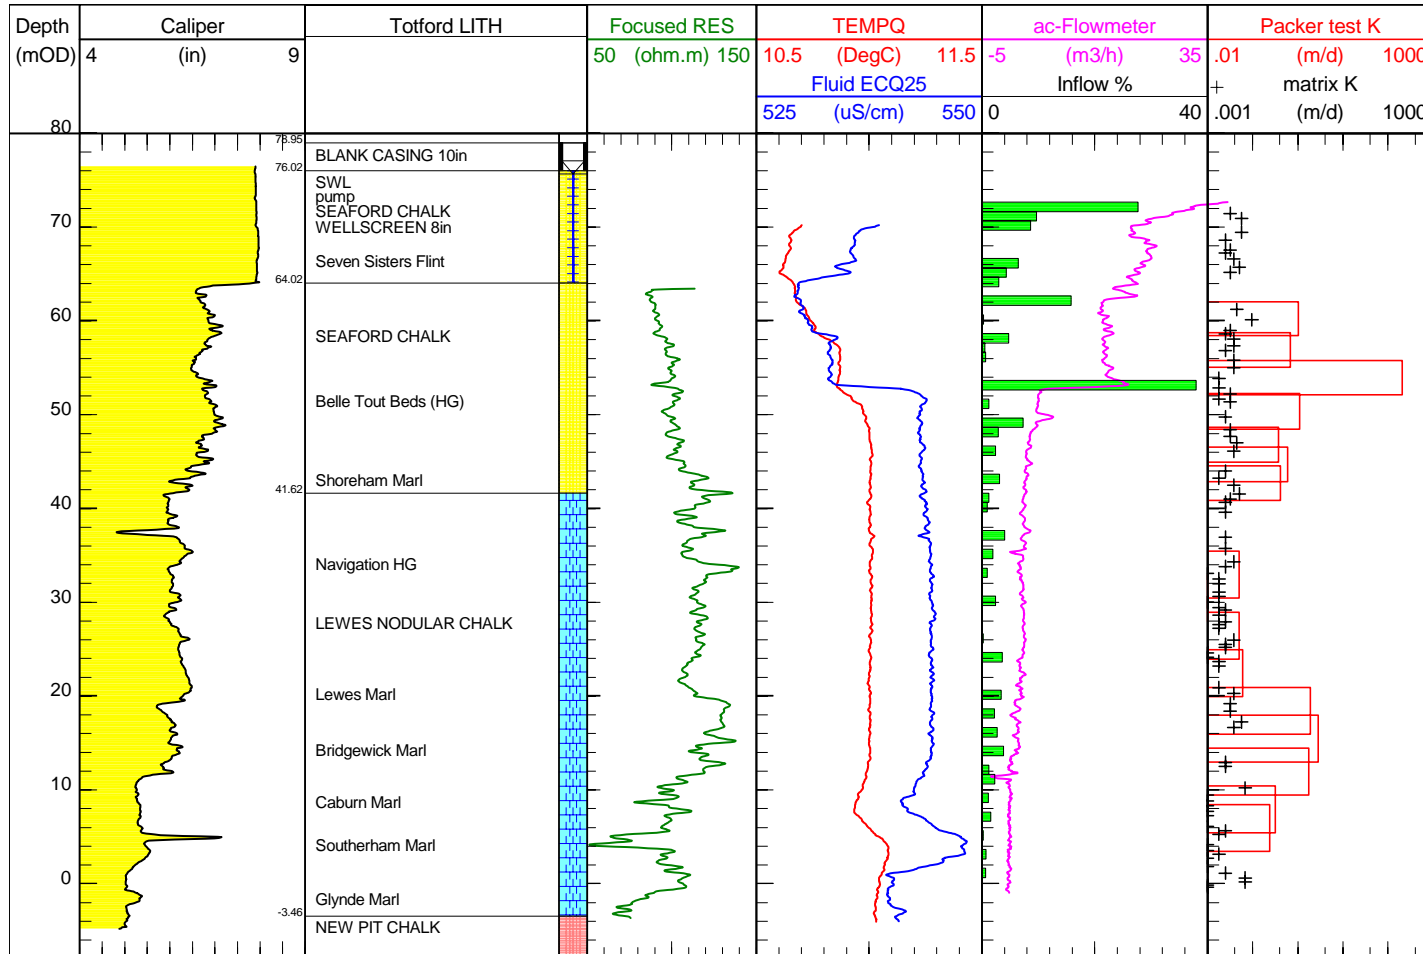 Depth Caliper Totford LITH Focused RES TEMPQ ac-Flowmeter Packer test K
(mOD) 4 (in) 9 50 (ohm.m) 150 10.5 (DegC) 11.5 -5 (m3/h) 35 .01 (m/d) 1000
Fluid ECQ25 Inflow % matrix K
525 (uS/cm) 550 0 40 .001 (m/d) 1000
80
78.95
BLANK CASING 10in
76.02
SWL
pump
SEAFORD CHALK
70
WELLSCREEN 8in
Seven Sisters Flint
64.02
60
SEAFORD CHALK
Belle Tout Beds (HG)
50
Shoreham Marl
41.62
40
Navigation HG
30
LEWES NODULAR CHALK
Lewes Marl
20
Bridgewick Marl
10
Caburn Marl
Southerham Marl
0
Glynde Marl
-3.46
NEW PIT CHALK